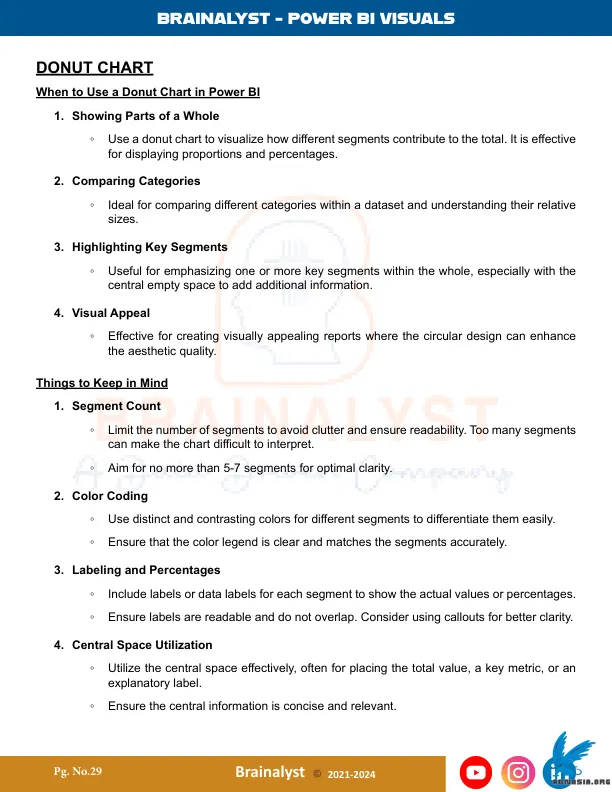 BRAINALYST - POWER BI VISUALS
DONUT CHART
When to Use a Donut Chart in Power BI
1. Showing Parts of a Whole
◦ Use a donut chart to visualize how different segments contribute to the total. It is effective
for displaying proportions and percentages.
2. Comparing Categories
◦ Ideal for comparing different categories within a dataset and understanding their relative
sizes.
3. Highlighting Key Segments
◦ Useful for emphasizing one or more key segments within the whole, especially with the
central empty space to add additional information.
4. Visual Appeal
◦ Effective for creating visually appealing reports where the circular design can enhance
the aesthetic quality.
Things to Keep in Mind
1. Segment Count
◦ Limit the number of segments to avoid clutter and ensure readability. Too many segments
can make the chart difficult to interpret.
BRAINALYST
◦ Aim for no more than 5-7 segments for optimal clarity.
2. Color Coding
◦ Use distinct and contrasting colors for different segments to differentiate them easily.
◦ Ensure that the color legend is clear and matches the segments accurately.
3. Labeling and Percentages
◦ Include labels or data labels for each segment to show the actual values or percentages.
◦ Ensure labels are readable and do not overlap. Consider using callouts for better clarity.
4. Central Space Utilization
◦ Utilize the central space effectively, often for placing the total value, a key metric, or an
explanatory label.
◦ Ensure the central information is concise and relevant.
Pg. No.29
Brainalyst © 2021-2024
in